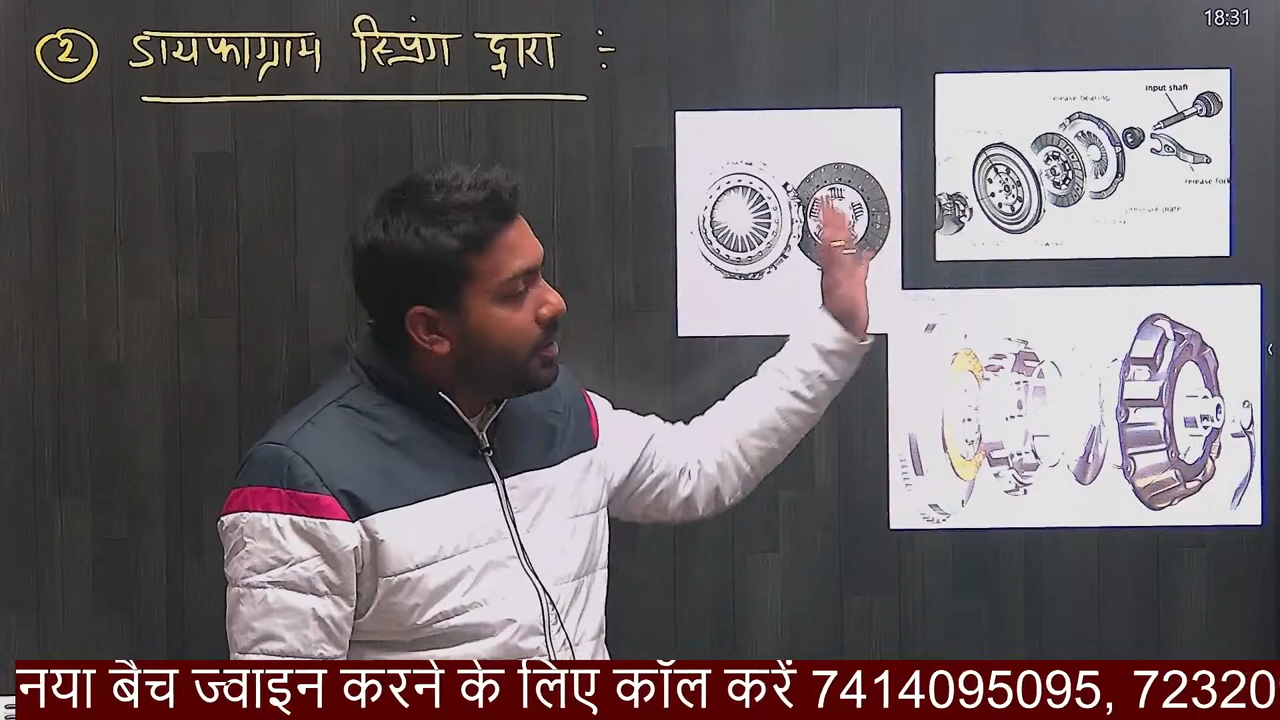 18:31
② डायफाग्राम स्प्रिंग द्वारा :-
release bearing
input shaft
release fork
pressure plate
नया बैच ज्वाइन करने के लिए कॉल करें 7414095095, 72320